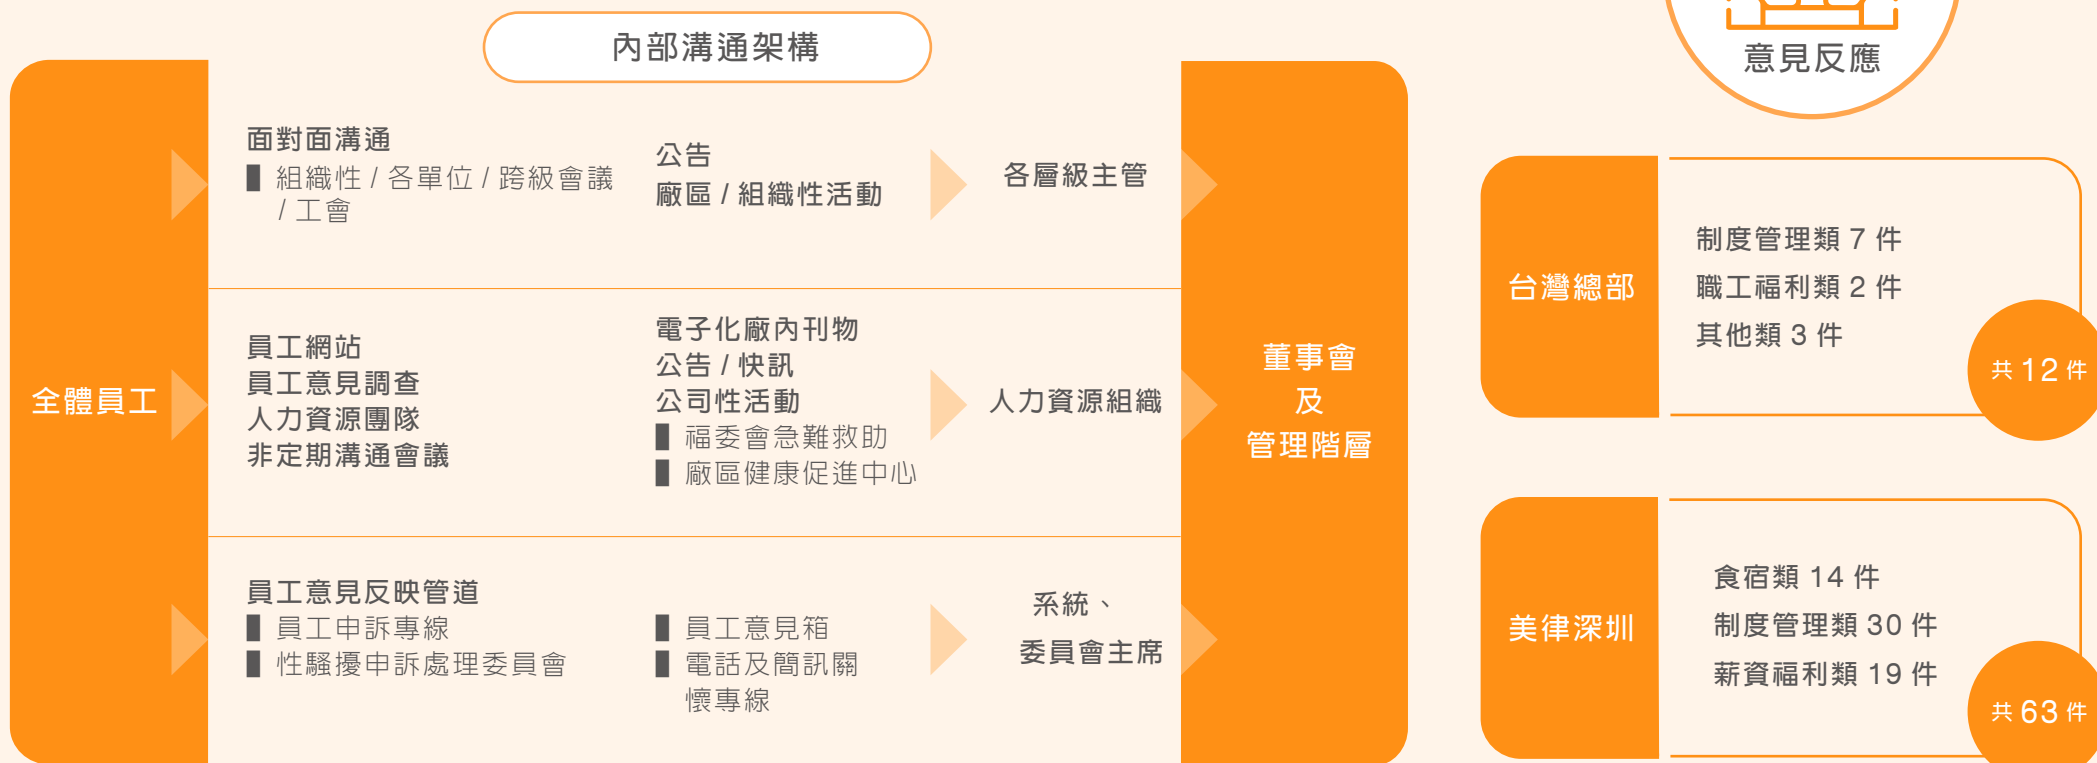 內部溝通架構
全體員工
面對面溝通
組織性 / 各單位 / 跨級會議
/ 工會
公告
廠區 / 組織性活動
各層級主管
員工網站
員工意見調查
人力資源團隊
非定期溝通會議
電子化廠內刊物
公告 / 快訊
公司性活動
福委會急難救助
廠區健康促進中心
人力資源組織
員工意見反映管道
員工申訴專線
性騷擾申訴處理委員會
員工意見箱
電話及簡訊關
懷專線
系統、
委員會主席
董事會
及
管理階層
意見反應
台灣總部
制度管理類 7 件
職工福利類 2 件
其他類 3 件
共 12 件
美律深圳
食宿類 14 件
制度管理類 30 件
薪資福利類 19 件
共 63 件